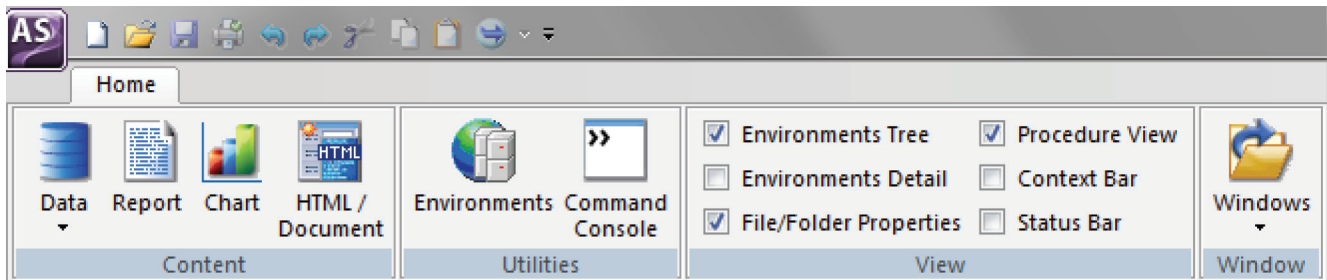 AS
Home
Data
Report
Chart
HTML
HTML /
Document
Content
Environments
Command
Console
Utilities
Environments Tree
Environments Detail
File/Folder Properties
Procedure View
Context Bar
Status Bar
View
Windows
Window